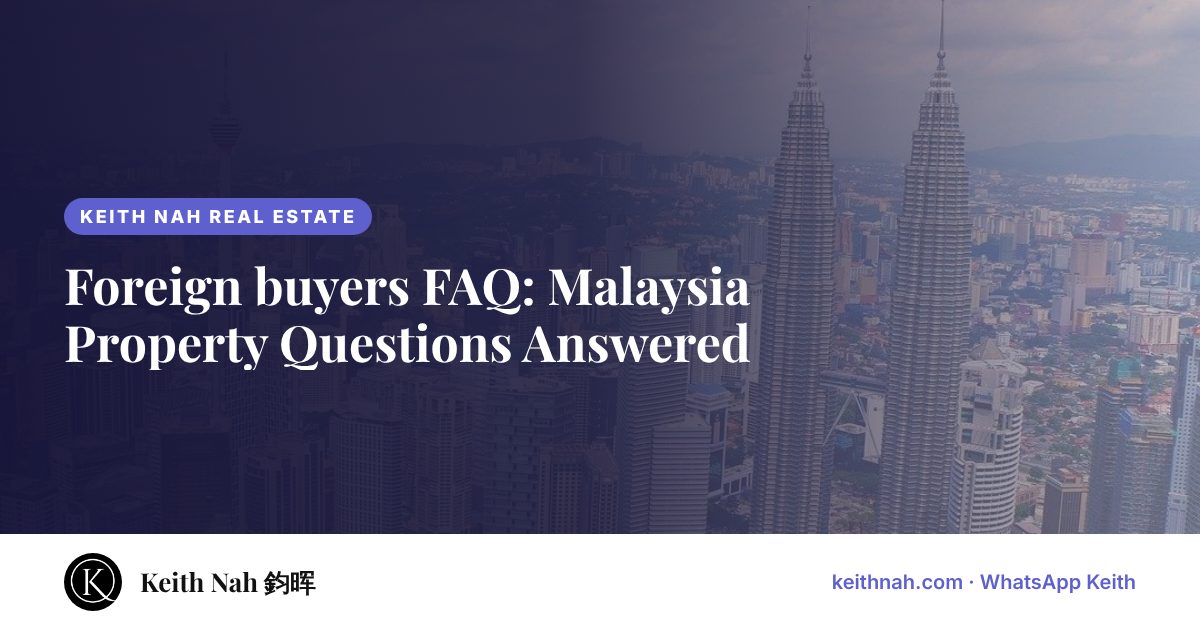 KEITH NAH REAL ESTATE
Foreign buyers FAQ: Malaysia
Property Questions Answered
K
Keith Nah 鈞晖
keithnah.com · WhatsApp Keith